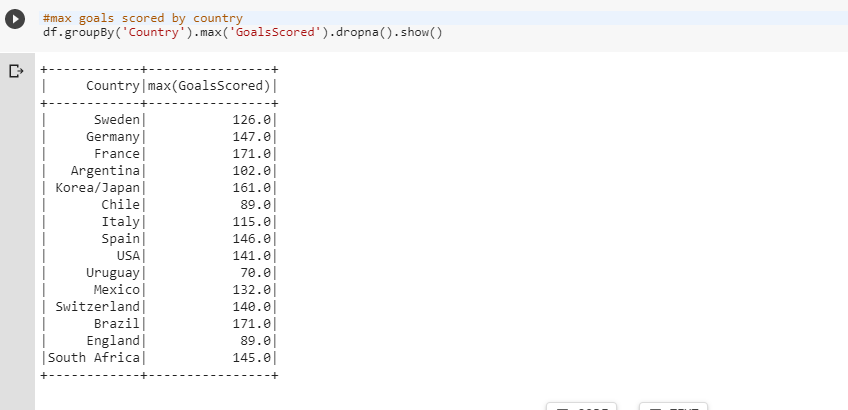 #max goals scored by country
df.groupBy('Country').max('GoalsScored').dropna().show()
+------------+----------------+
|     Country|max(GoalsScored)|
+------------+----------------+
|      Sweden|           126.0|
|     Germany|           147.0|
|      France|           171.0|
|   Argentina|           102.0|
| Korea/Japan|           161.0|
|       Chile|            89.0|
|       Italy|           115.0|
|       Spain|           146.0|
|         USA|           141.0|
|     Uruguay|            70.0|
|      Mexico|           132.0|
| Switzerland|           140.0|
|      Brazil|           171.0|
|     England|            89.0|
|South Africa|           145.0|
+------------+----------------+